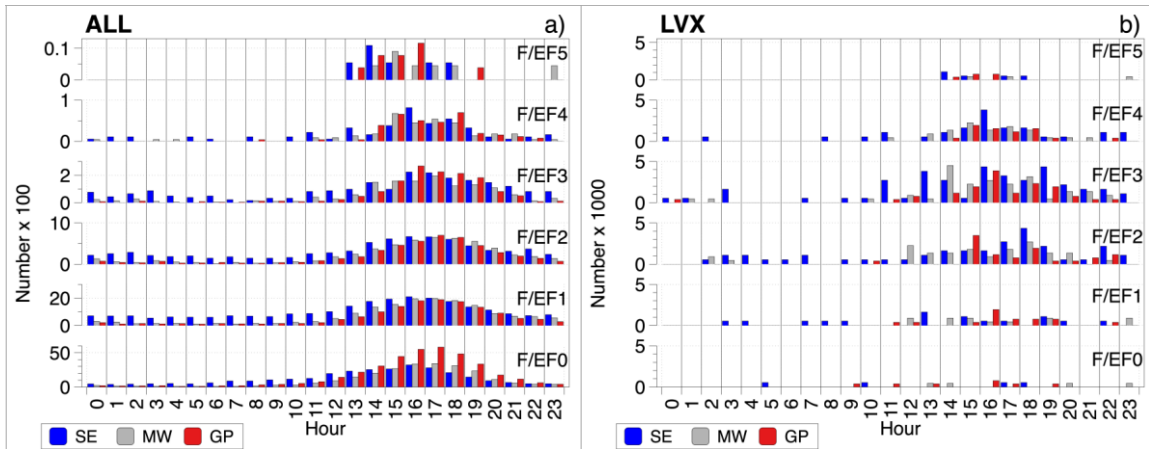 ALL
a)
F/EF5
0.1
0
F/EF4
1
0
F/EF3
2
0
F/EF2
10
0
F/EF1
20
0
F/EF0
50
0
Number x 100
0 1 2 3 4 5 6 7 8 9 10 11 12 13 14 15 16 17 18 19 20 21 22 23
Hour
SE MW GP
LVX
b)
F/EF5
5
0
F/EF4
5
0
F/EF3
5
0
F/EF2
5
0
F/EF1
5
0
F/EF0
5
0
Number x 1000
0 1 2 3 4 5 6 7 8 9 10 11 12 13 14 15 16 17 18 19 20 21 22 23
Hour
SE MW GP